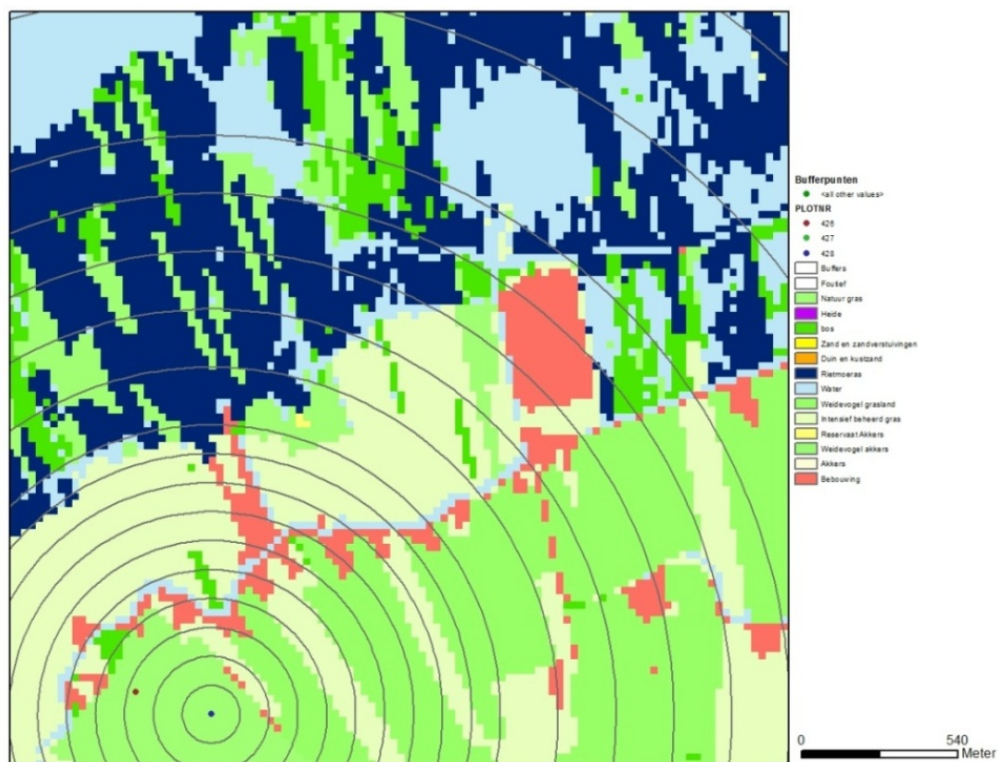 Bufferpunten
<all other values>
PLOTNR
426
427
428
Buffers
Foutief
Natuur gras
Heide
bos
Zand en zandverstuivingen
Duin en kustzand
Rietmoeras
Water
Weidevogel grasland
Intensief beheerd gras
Reservaat Akkers
Weidevogel akkers
Akkers
Bebouwing
0 540
Meter